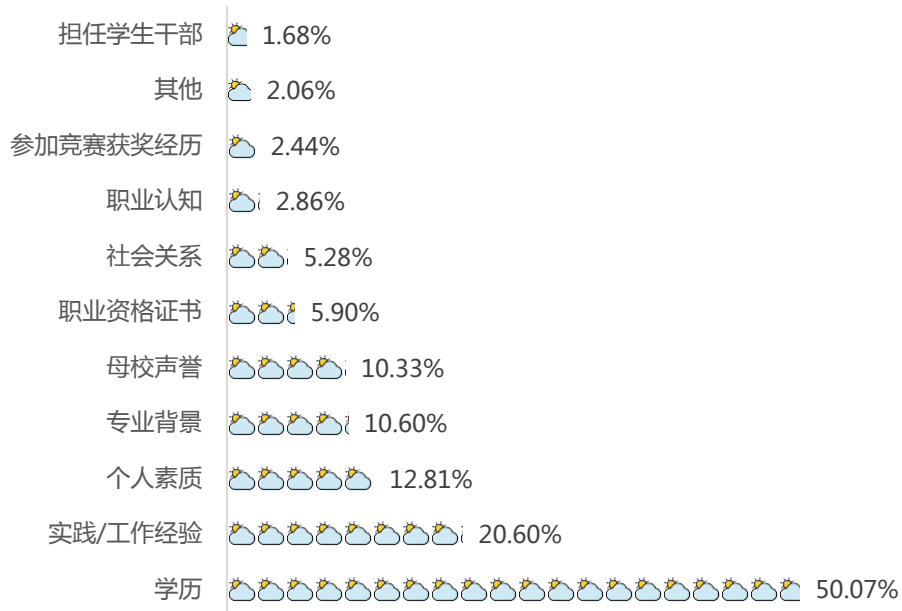 担任学生干部 1.68%
其他 2.06%
参加竞赛获奖经历 2.44%
职业认知 2.86%
社会关系 5.28%
职业资格证书 5.90%
母校声誉 10.33%
专业背景 10.60%
个人素质 12.81%
实践/工作经验 20.60%
学历 50.07%